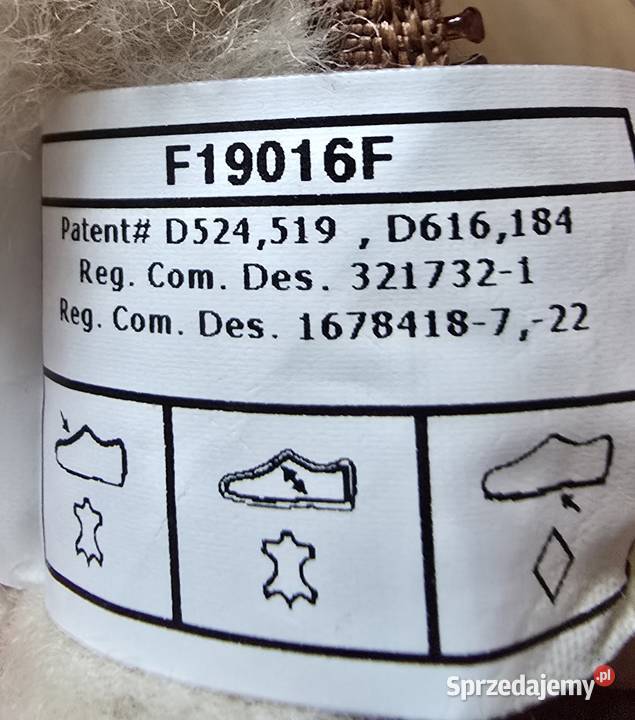 F19016F
Patent# D524,519 , D616,184
Reg. Com. Des. 321732-1
Reg. Com. Des. 1678418-7,-22
Sprzedajemy.pl